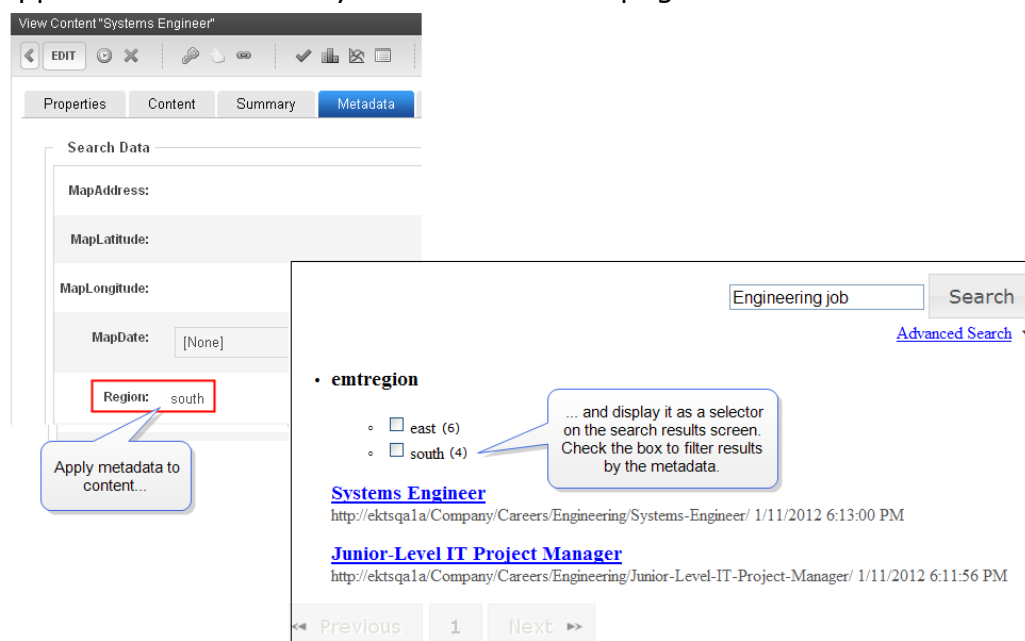 View Content "Systems Engineer"
EDIT
Properties Content Summary Metadata
Search Data
MapAddress:
MapLatitude:
MapLongitude:
MapDate: [None]
Region: south
Apply metadata to
content...
Engineering job Search
Advanced Search
• emtregion
east (6)
south (4)
... and display it as a selector
on the search results screen.
Check the box to filter results
by the metadata.
Systems Engineer
http://ektsqa1a/Company/Careers/Engineering/Systems-Engineer/ 1/11/2012 6:13:00 PM
Junior-Level IT Project Manager
http://ektsqa1a/Company/Careers/Engineering/Junior-Level-IT-Project-Manager/ 1/11/2012 6:11:56 PM
Previous 1 Next